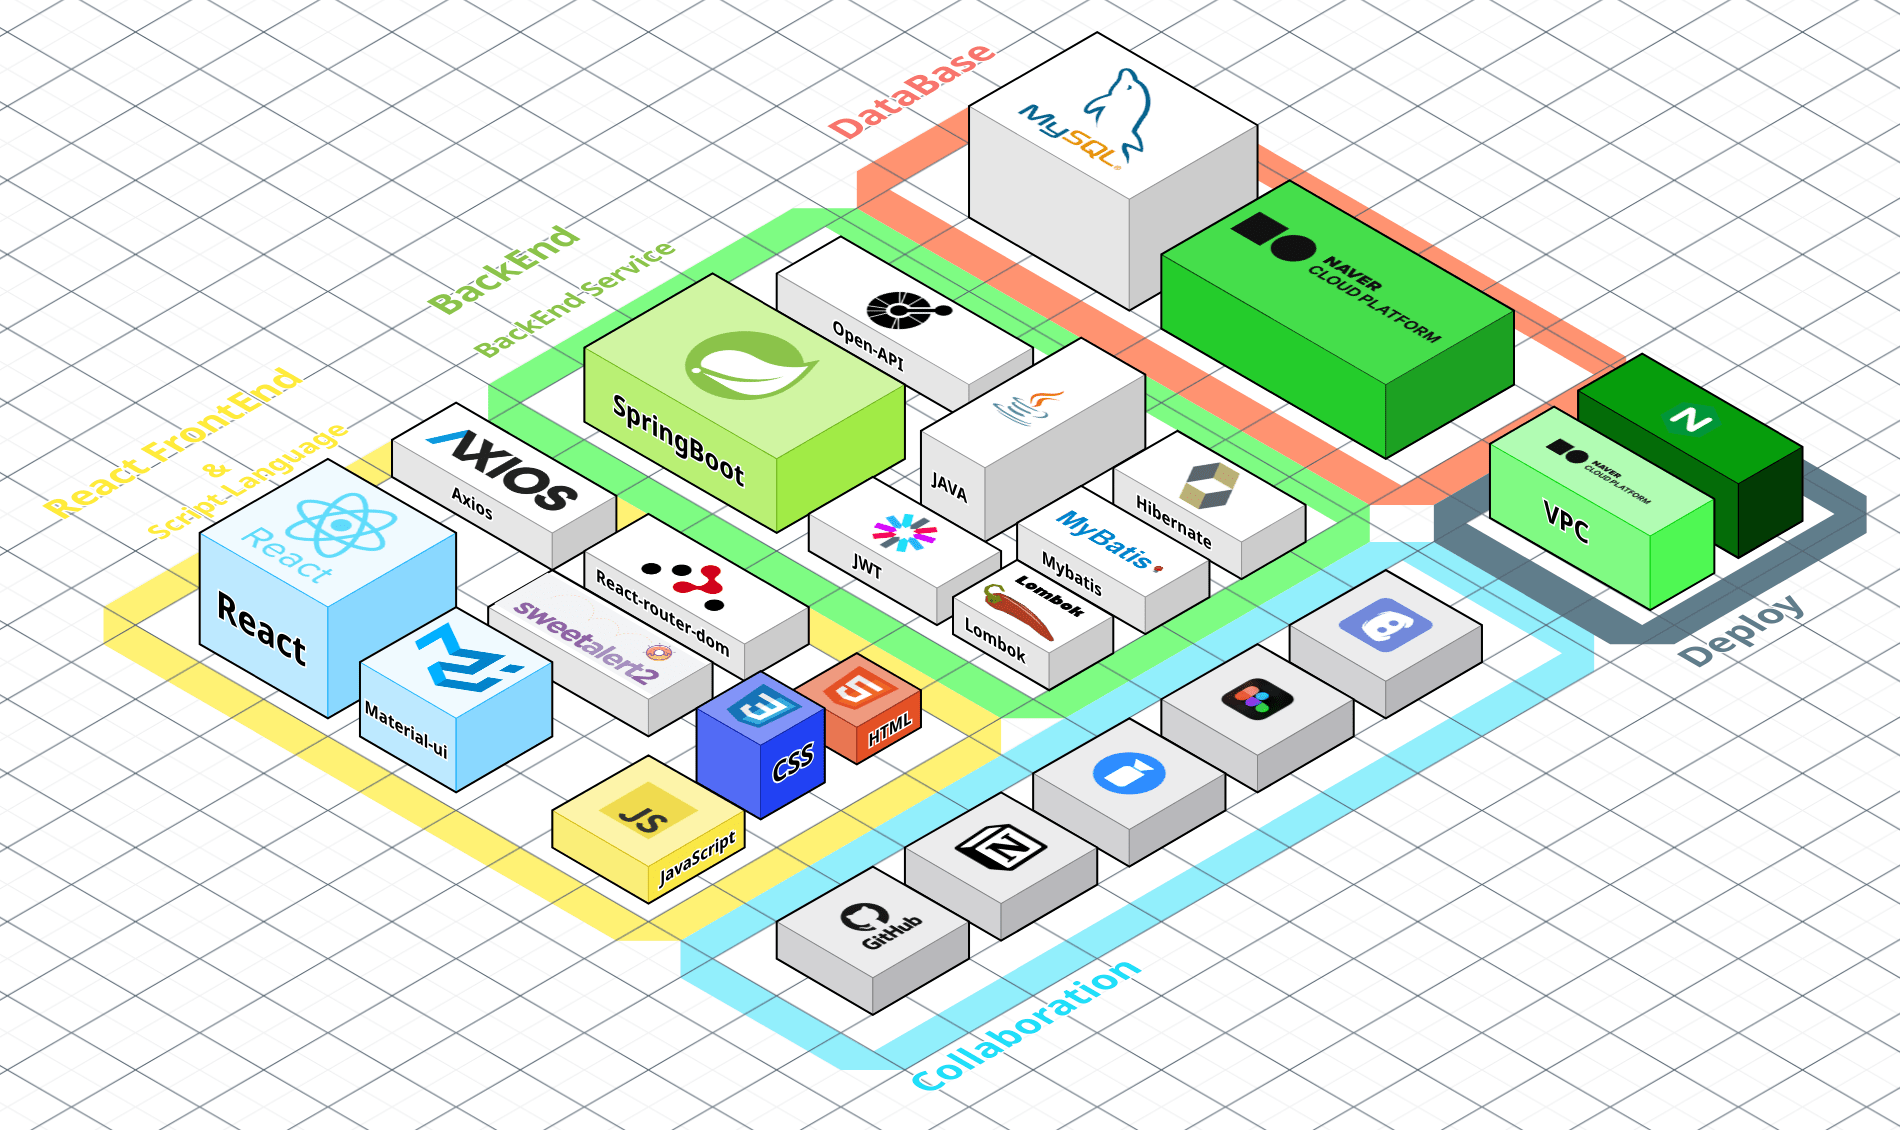 DataBase
MySQL
NAVER
CLOUD PLATFORM
BackEnd
BackEnd Service
Open-API
SpringBoot
JAVA
Hibernate
JWT
MyBatis
Mybatis
Lombok
Lombok
React FrontEnd
&
Script Language
AXIOS
Axios
React
React
React-router-dom
sweetalert2
Material-ui
HTML
CSS
JS
JavaScript
N
NAVER
CLOUD PLATFORM
VPC
Deploy
N
GitHub
Collaboration